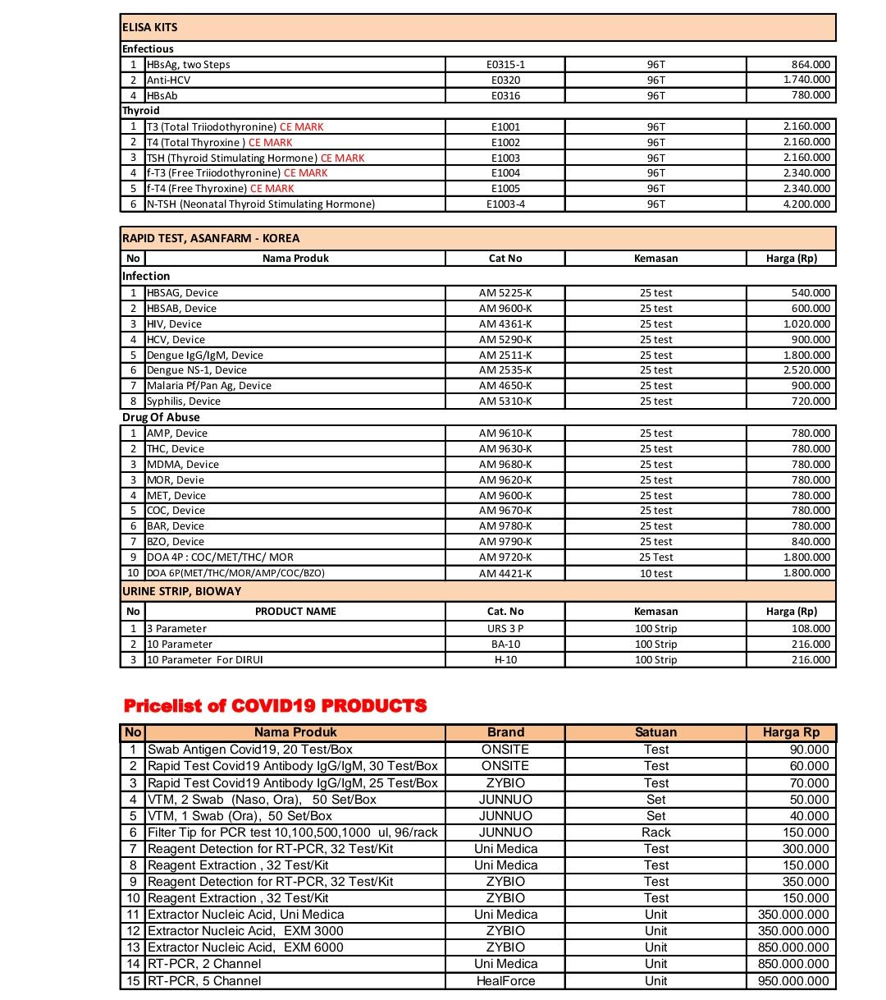 ELISA KITS
Enfectious
1 HBsAg, two Steps E0315-1 96T 864.000
2 Anti-HCV E0320 96T 1.740.000
4 HBsAb E0316 96T 780.000
Thyroid
1 T3 (Total Triiodothyronine) CE MARK E1001 96T 2.160.000
2 T4 (Total Thyroxine ) CE MARK E1002 96T 2.160.000
3 TSH (Thyroid Stimulating Hormone) CE MARK E1003 96T 2.160.000
4 f-T3 (Free Triiodothyronine) CE MARK E1004 96T 2.340.000
5 f-T4 (Free Thyroxine) CE MARK E1005 96T 2.340.000
6 N-TSH (Neonatal Thyroid Stimulating Hormone) E1003-4 96T 4.200.000
RAPID TEST, ASANFARM - KOREA
No Nama Produk Cat No Kemasan Harga (Rp)
Infection
1 HBSAG, Device AM 5225-K 25 test 540.000
2 HBSAB, Device AM 9600-K 25 test 600.000
3 HIV, Device AM 4361-K 25 test 1.020.000
4 HCV, Device AM 5290-K 25 test 900.000
5 Dengue IgG/IgM, Device AM 2511-K 25 test 1.800.000
6 Dengue NS-1, Device AM 2535-K 25 test 2.520.000
7 Malaria Pf/Pan Ag, Device AM 4650-K 25 test 900.000
8 Syphilis, Device AM 5310-K 25 test 720.000
Drug Of Abuse
1 AMP, Device AM 9610-K 25 test 780.000
2 THC, Device AM 9630-K 25 test 780.000
3 MDMA, Device AM 9680-K 25 test 780.000
3 MOR, Devie AM 9620-K 25 test 780.000
4 MET, Device AM 9600-K 25 test 780.000
5 COC, Device AM 9670-K 25 test 780.000
6 BAR, Device AM 9780-K 25 test 780.000
7 BZO, Device AM 9790-K 25 test 840.000
9 DOA 4P : COC/MET/THC/ MOR AM 9720-K 25 Test 1.800.000
10 DOA 6P(MET/THC/MOR/AMP/COC/BZO) AM 4421-K 10 test 1.800.000
URINE STRIP, BIOWAY
No PRODUCT NAME Cat. No Kemasan Harga (Rp)
1 3 Parameter URS 3 P 100 Strip 108.000
2 10 Parameter BA-10 100 Strip 216.000
3 10 Parameter For DIRUI H-10 100 Strip 216.000
Pricelist of COVID19 PRODUCTS
No Nama Produk Brand Satuan Harga Rp
1 Swab Antigen Covid19, 20 Test/Box ONSITE Test 90.000
2 Rapid Test Covid19 Antibody IgG/IgM, 30 Test/Box ONSITE Test 60.000
3 Rapid Test Covid19 Antibody IgG/IgM, 25 Test/Box ZYBIO Test 70.000
4 VTM, 2 Swab (Naso, Ora), 50 Set/Box JUNNUO Set 50.000
5 VTM, 1 Swab (Ora), 50 Set/Box JUNNUO Set 40.000
6 Filter Tip for PCR test 10,100,500,1000 ul, 96/rack JUNNUO Rack 150.000
7 Reagent Detection for RT-PCR, 32 Test/Kit Uni Medica Test 300.000
8 Reagent Extraction , 32 Test/Kit Uni Medica Test 150.000
9 Reagent Detection for RT-PCR, 32 Test/Kit ZYBIO Test 350.000
10 Reagent Extraction , 32 Test/Kit ZYBIO Test 150.000
11 Extractor Nucleic Acid, Uni Medica Uni Medica Unit 350.000.000
12 Extractor Nucleic Acid, EXM 3000 ZYBIO Unit 350.000.000
13 Extractor Nucleic Acid, EXM 6000 ZYBIO Unit 850.000.000
14 RT-PCR, 2 Channel Uni Medica Unit 850.000.000
15 RT-PCR, 5 Channel HealForce Unit 950.000.000